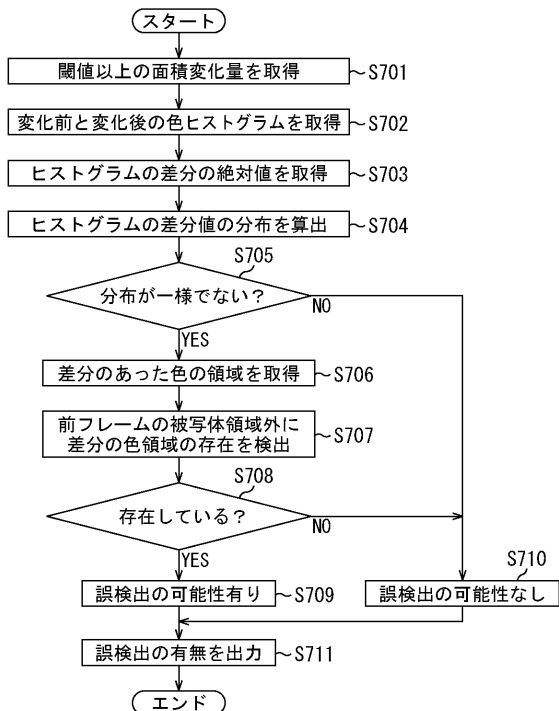 スタート
閾値以上の面積変化量を取得
S701
変化前と変化後の色ヒストグラムを取得
S702
ヒストグラムの差分の絶対値を取得
S703
ヒストグラムの差分値の分布を算出
S704
S705
分布が一様でない?
NO
YES
差分のあった色の領域を取得
S706
前フレームの被写体領域外に
差分の色領域の存在を検出
S707
S708
存在している?
NO
YES
S710
誤検出の可能性有り
S709
誤検出の可能性なし
誤検出の有無を出力
S711
エンド